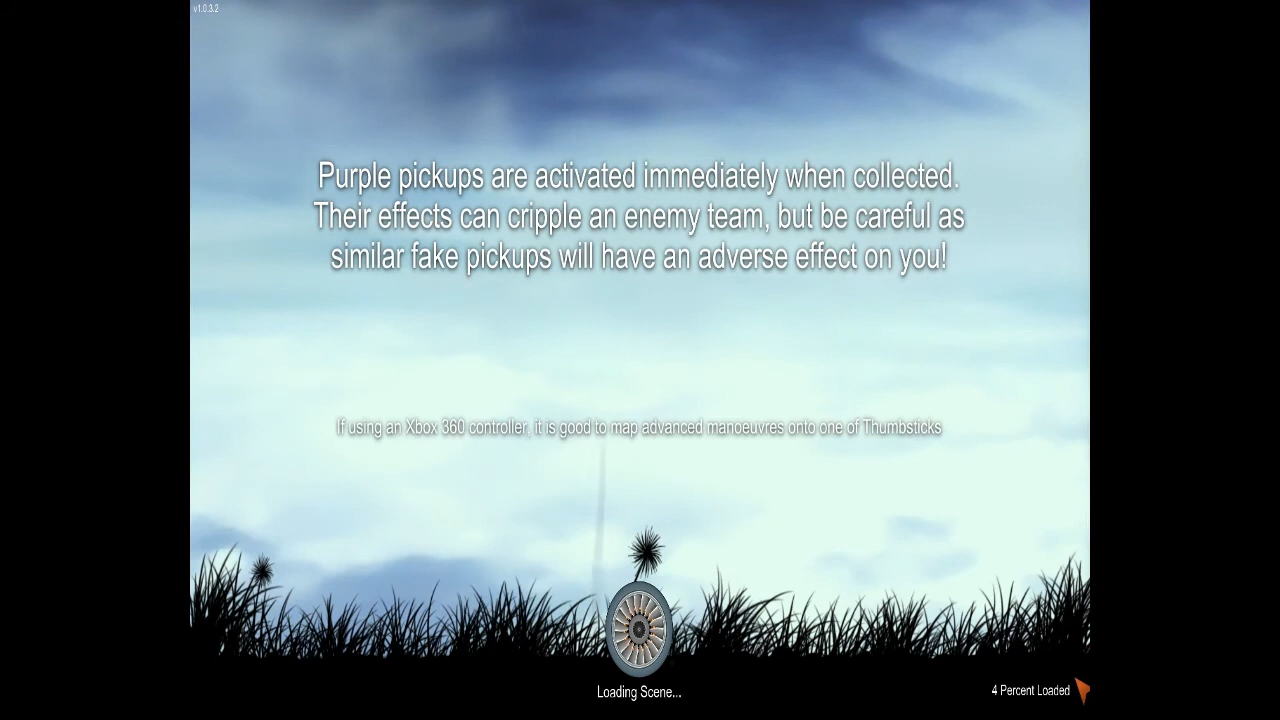 v1.0.3.2
Purple pickups are activated immediately when collected.
Their effects can cripple an enemy team, but be careful as
similar fake pickups will have an adverse effect on you!
If using an Xbox 360 controller, it is good to map advanced manoeuvres onto one of Thumbsticks
Loading Scene...
4 Percent Loaded